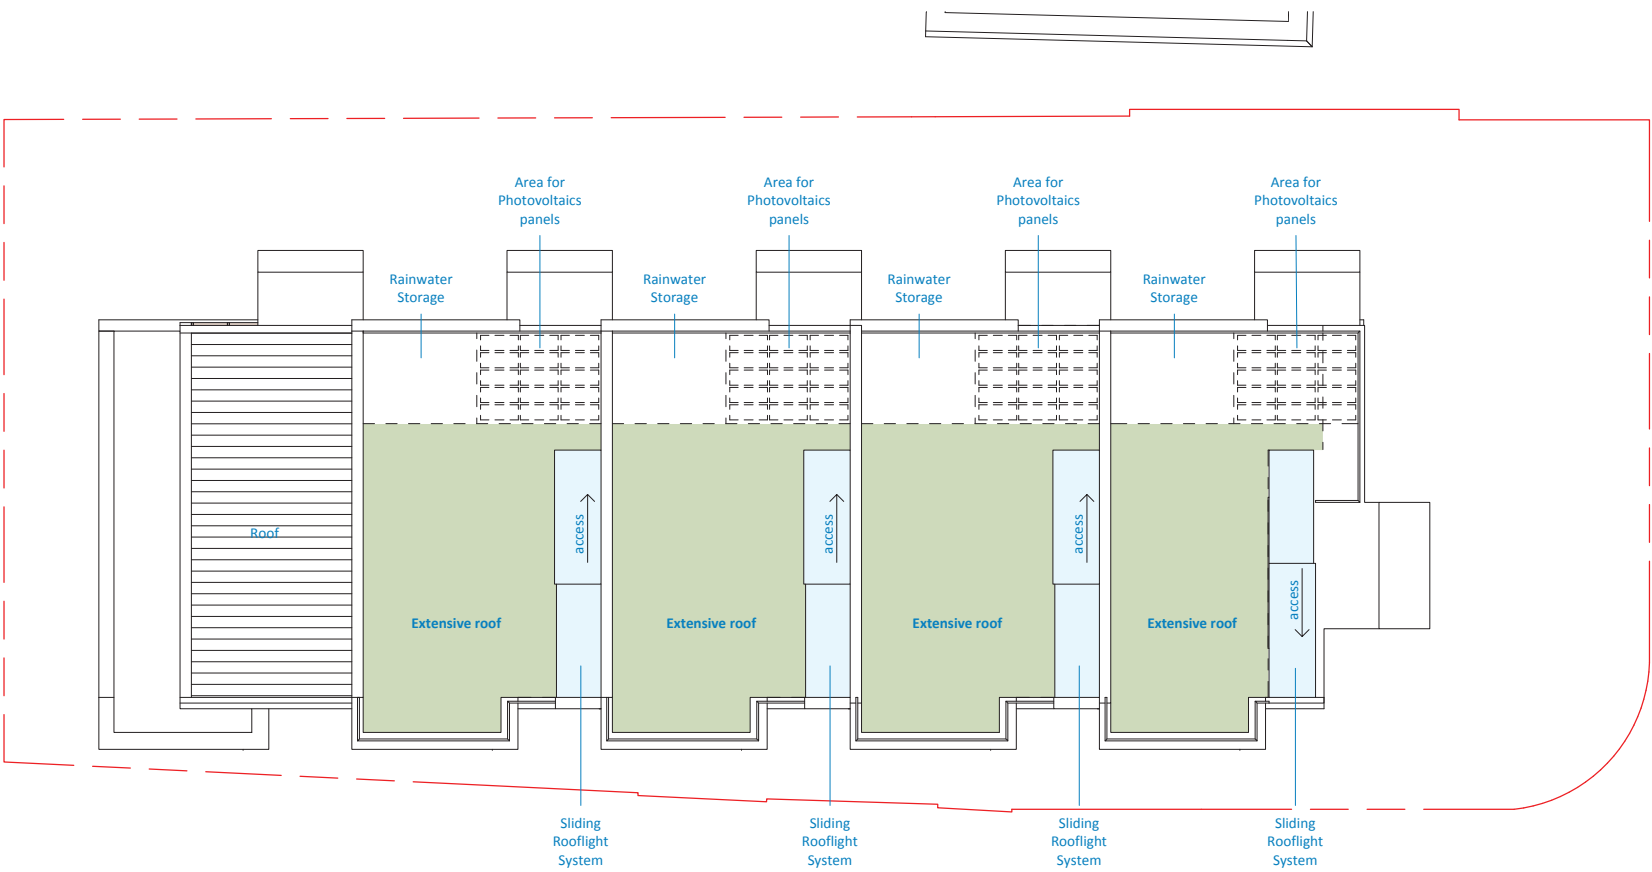 Area for
Photovoltaics
panels
Area for
Photovoltaics
panels
Area for
Photovoltaics
panels
Area for
Photovoltaics
panels
Rainwater
Storage
Rainwater
Storage
Rainwater
Storage
Rainwater
Storage
Roof
access
access
access
access
Extensive roof
Extensive roof
Extensive roof
Extensive roof
Sliding
Rooflight
System
Sliding
Rooflight
System
Sliding
Rooflight
System
Sliding
Rooflight
System